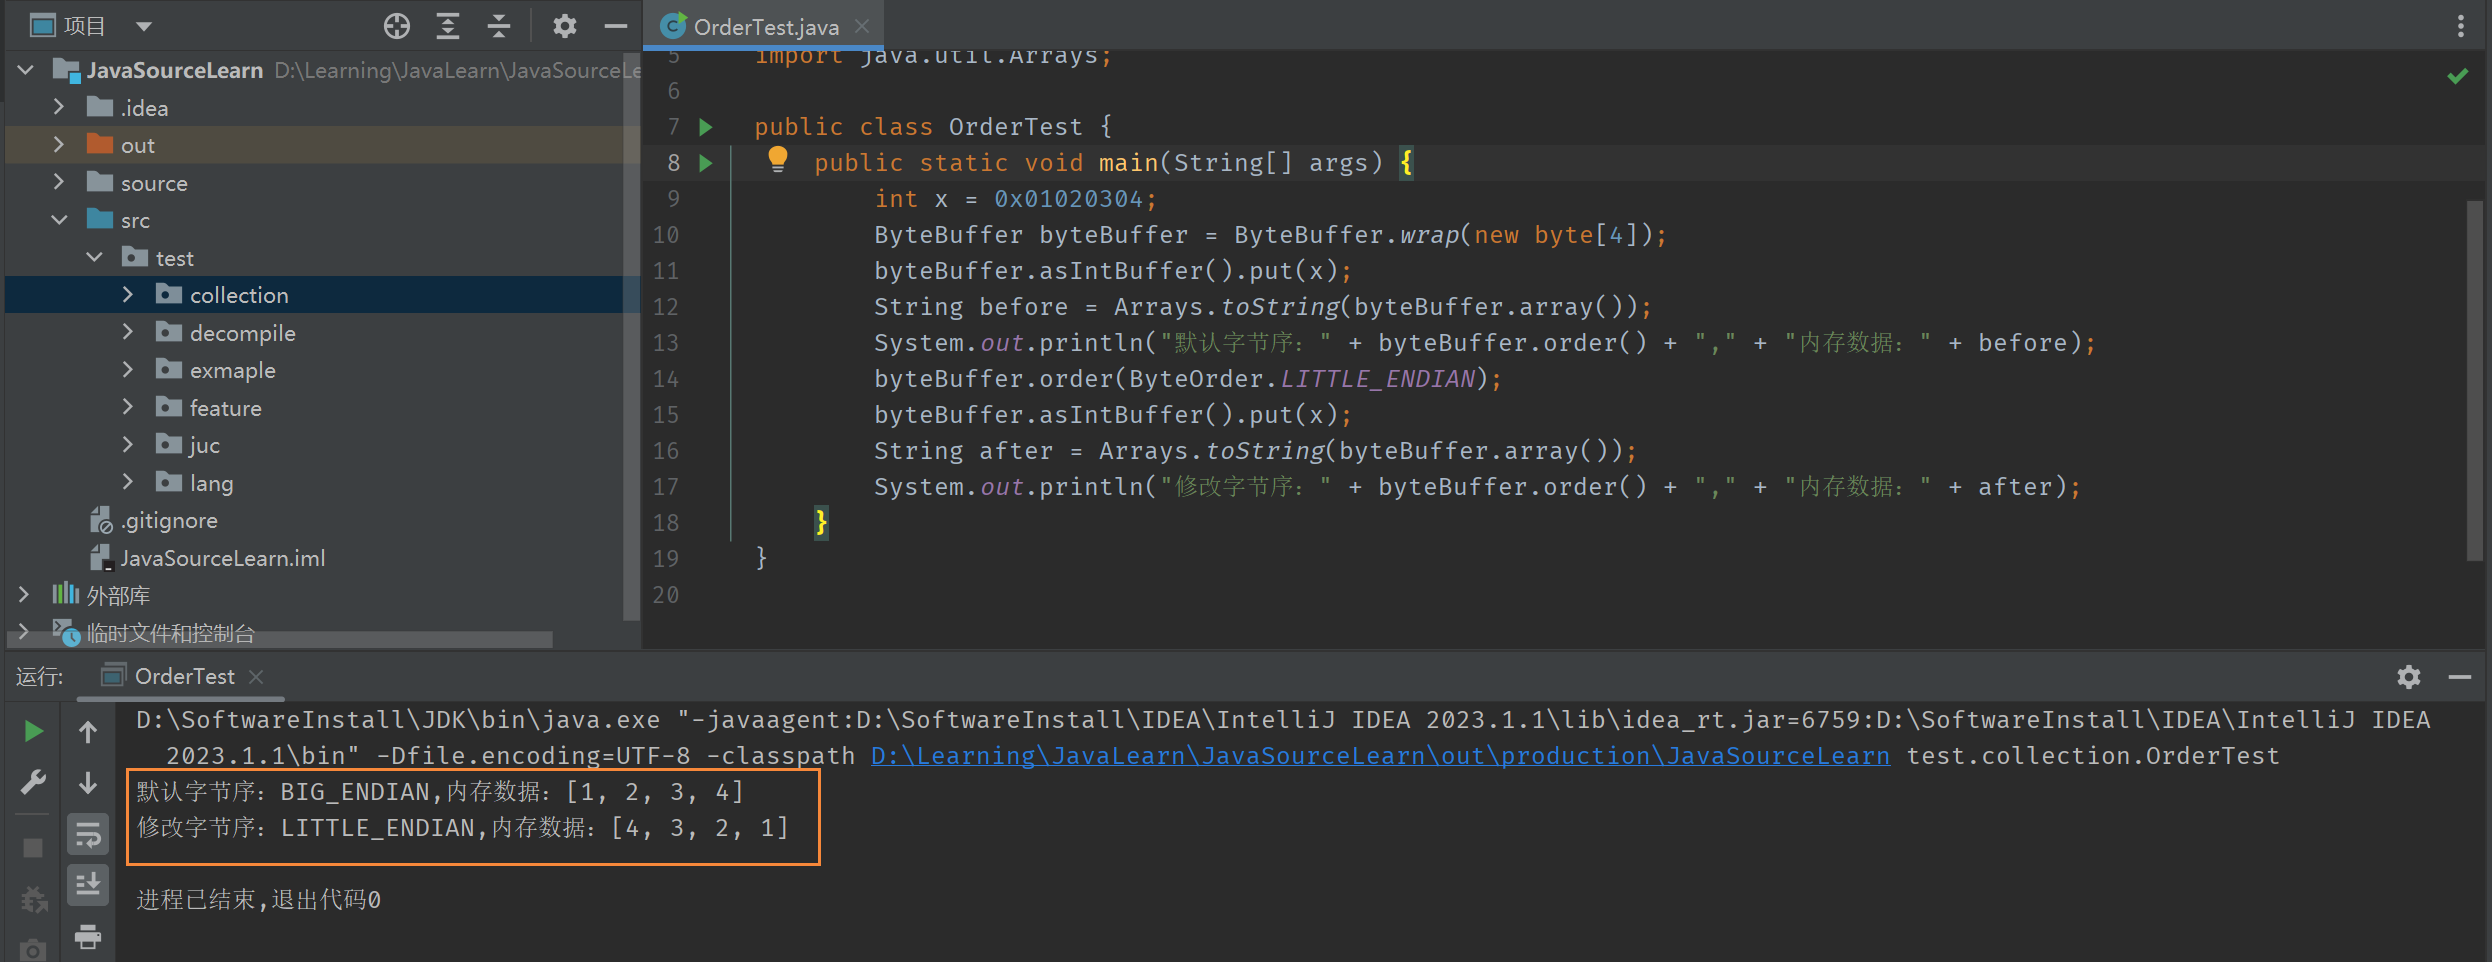 项目
JavaSourceLearn D:\Learning\JavaLearn\JavaSourceLe
.idea
out
source
src
test
collection
decompile
exmaple
feature
juc
lang
.gitignore
JavaSourceLearn.iml
外部库
临时文件和控制台
OrderTest.java
5 import java.util.Arrays;
6
7 public class OrderTest {
8 public static void main(String[] args) {
9 int x = 0x01020304;
10 ByteBuffer byteBuffer = ByteBuffer.wrap(new byte[4]);
11 byteBuffer.asIntBuffer().put(x);
12 String before = Arrays.toString(byteBuffer.array());
13 System.out.println("默认字节序：" + byteBuffer.order() + "," + "内存数据：" + before);
14 byteBuffer.order(ByteOrder.LITTLE_ENDIAN);
15 byteBuffer.asIntBuffer().put(x);
16 String after = Arrays.toString(byteBuffer.array());
17 System.out.println("修改字节序：" + byteBuffer.order() + "," + "内存数据：" + after);
18 }
19 }
20
运行: OrderTest
D:\SoftwareInstall\JDK\bin\java.exe "-javaagent:D:\SoftwareInstall\IDEA\IntelliJ IDEA 2023.1.1\lib\idea_rt.jar=6759:D:\SoftwareInstall\IDEA\IntelliJ IDEA
2023.1.1\bin" -Dfile.encoding=UTF-8 -classpath D:\Learning\JavaLearn\JavaSourceLearn\out\production\JavaSourceLearn test.collection.OrderTest
默认字节序：BIG_ENDIAN,内存数据：[1, 2, 3, 4]
修改字节序：LITTLE_ENDIAN,内存数据：[4, 3, 2, 1]
进程已结束,退出代码0